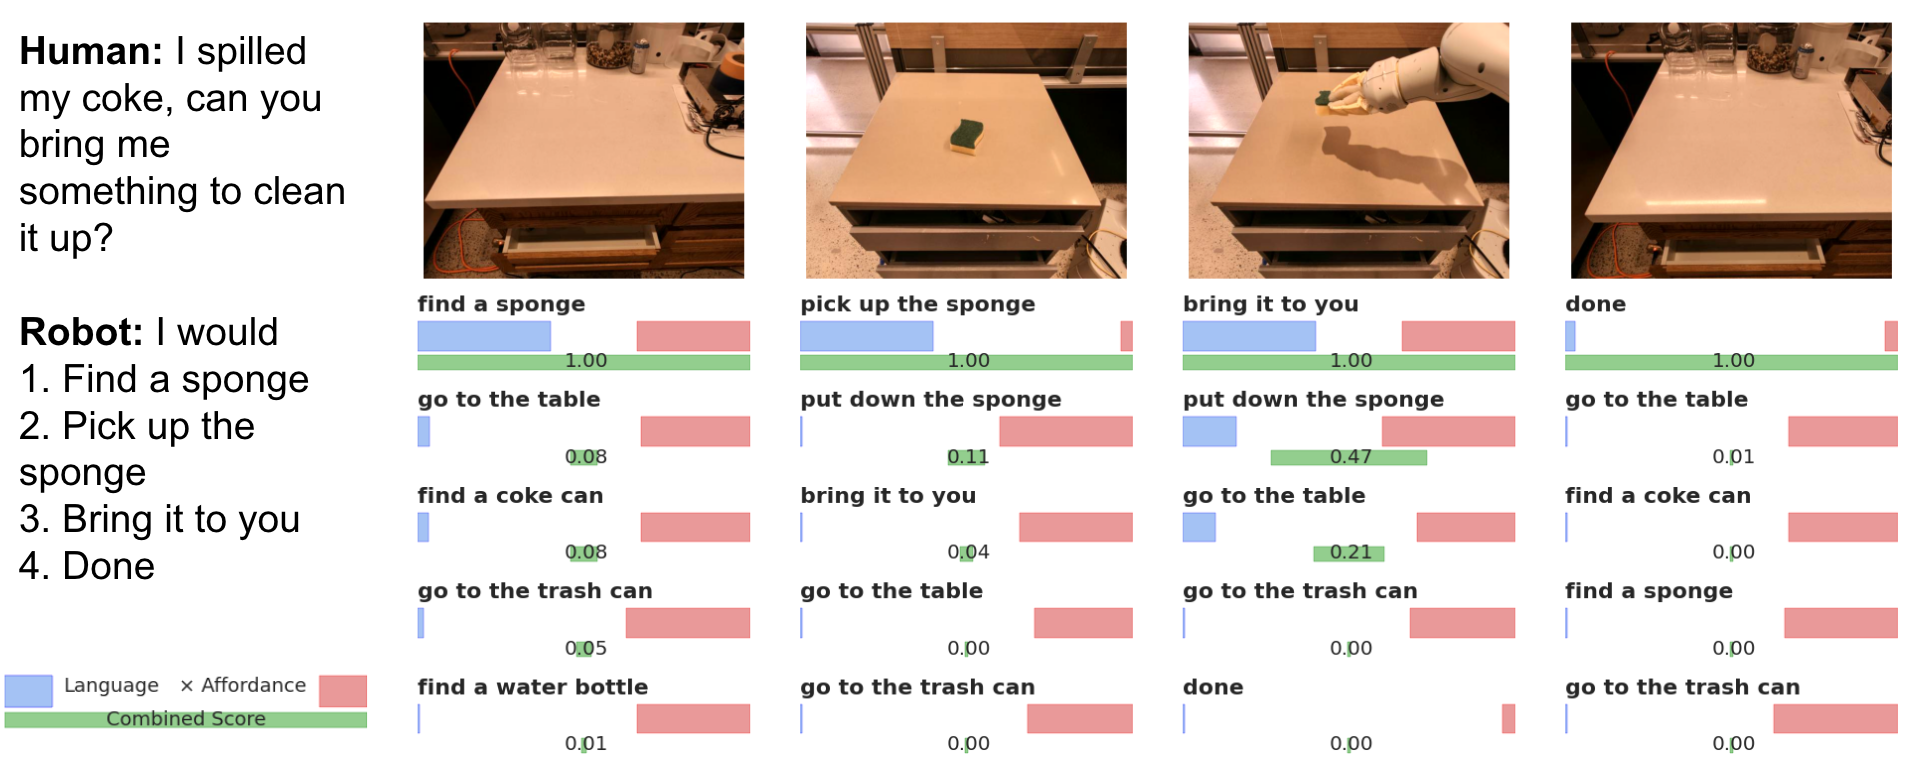 Human: I spilled
my coke, can you
bring me
something to clean
it up?
Robot: I would
1. Find a sponge
2. Pick up the
sponge
3. Bring it to you
4. Done
Language × Affordance
Combined Score
find a sponge
1.00
go to the table
0.08
find a coke can
0.08
go to the trash can
0.05
find a water bottle
0.01
pick up the sponge
1.00
put down the sponge
0.11
bring it to you
0.04
go to the table
0.00
go to the trash can
0.00
bring it to you
1.00
put down the sponge
0.47
go to the table
0.21
go to the trash can
0.00
done
0.00
done
1.00
go to the table
0.01
find a coke can
0.00
find a sponge
0.00
go to the trash can
0.00